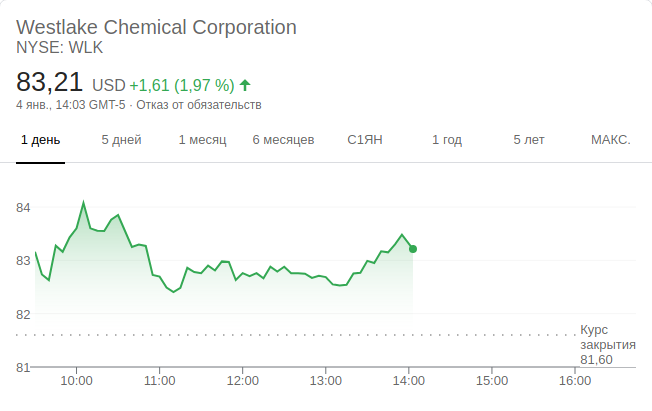 Westlake Chemical Corporation
NYSE: WLK
83,21 USD +1,61 (1,97 %)
4 янв., 14:03 GMT-5 · Отказ от обязательств
1 день 5 дней 1 месяц 6 месяцев С1ЯН 1 год 5 лет МАКС.
84
83
82
Курс
закрытия
81,60
81
10:00 11:00 12:00 13:00 14:00 15:00 16:00